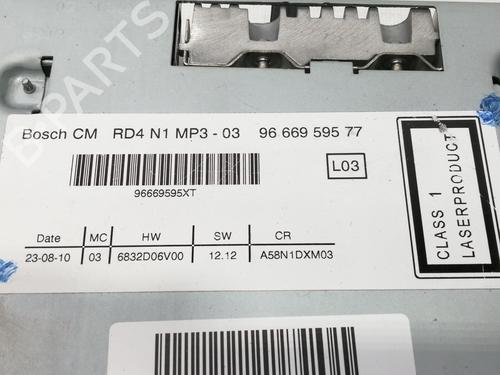 B-PARTS
Bosch CM RD4 N1 MP3 - 03 96 669 595 77
96669595XT
L03
CLASS 1
LASERPRODUCT
Date MC HW SW CR
23-08-10 03 6832D06V00 12.12 A58N1DXM03